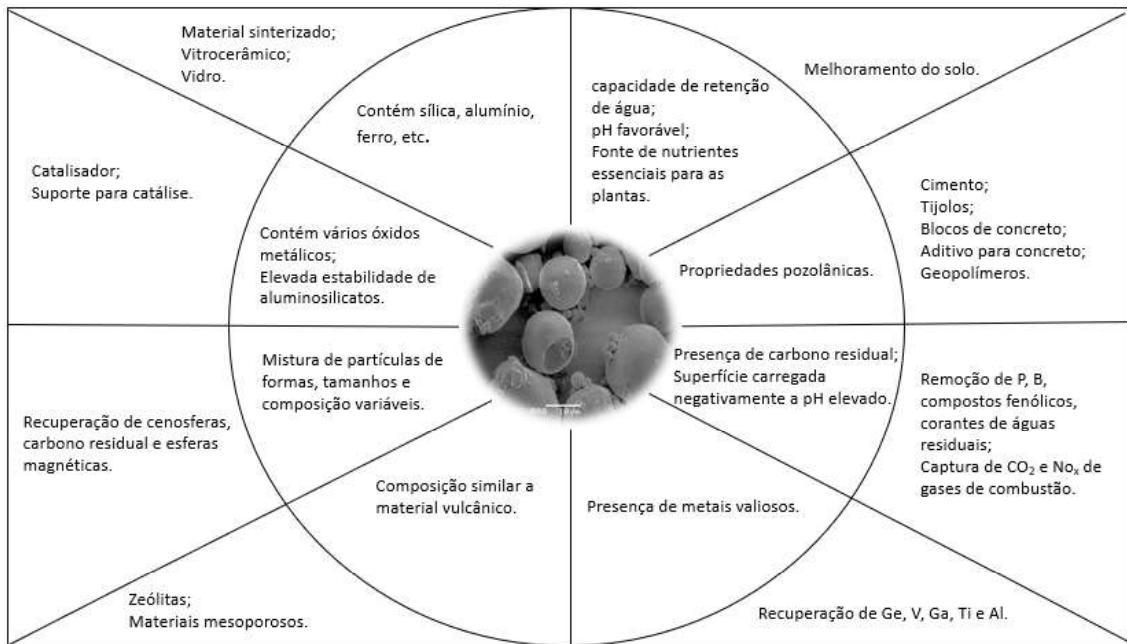 Material sinterizado;
Vitrocerâmico;
Vidro.
Contém sílica, alumínio,
ferro, etc.
capacidade de retenção
de água;
pH favorável;
Fonte de nutrientes
essenciais para as
plantas.
Melhoramento do solo.
Catalisador;
Suporte para catálise.
Contém vários óxidos
metálicos;
Elevada estabilidade de
aluminosilicatos.
Propriedades pozolânicas.
Cimento;
Tijolos;
Blocos de concreto;
Aditivo para concreto;
Geopolímeros.
Recuperação de cenosferas,
carbono residual e esferas
magnéticas.
Mistura de partículas de
formas, tamanhos e
composição variáveis.
Presença de carbono residual;
Superfície carregada
negativamente a pH elevado.
Remoção de P, B,
compostos fenólicos,
corantes de águas
residuais;
Captura de CO₂ e Noₓ de
gases de combustão.
Composição similar a
material vulcânico.
Presença de metais valiosos.
Zeólitas;
Materiais mesoporosos.
Recuperação de Ge, V, Ga, Ti e Al.